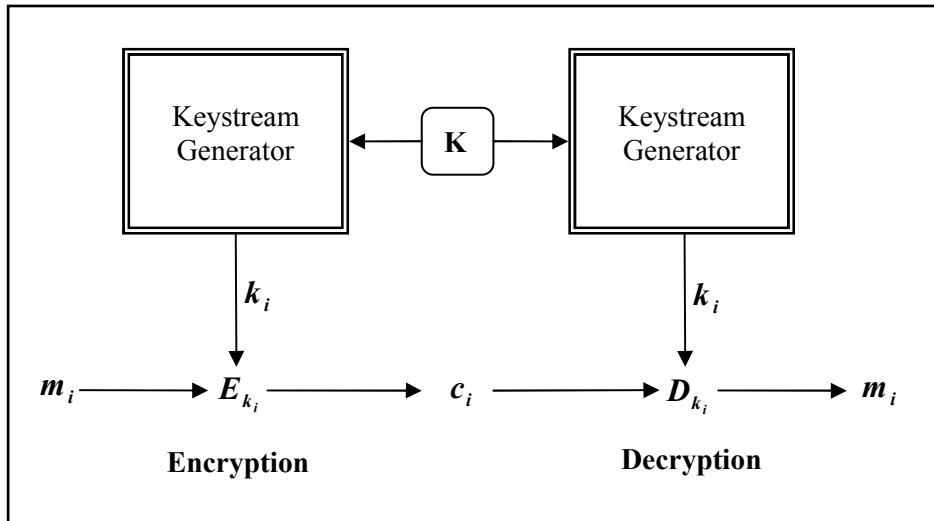 Keystream
Generator
K
Keystream
Generator
k_i
k_i
m_i
E_{k_i}
c_i
D_{k_i}
m_i
Encryption
Decryption